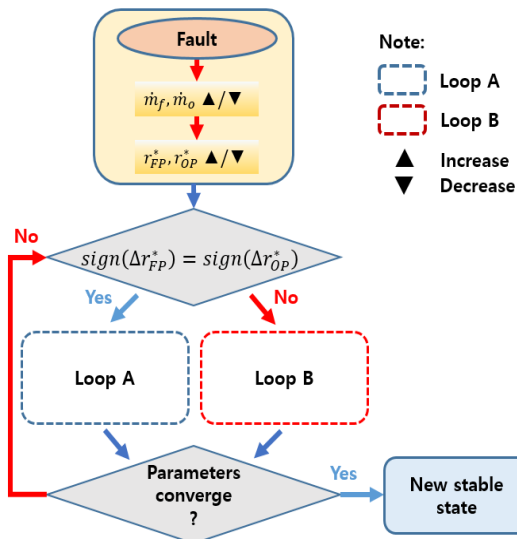 Fault
ṁ_f, ṁ_o ▲/▼
r*_FP, r*_OP ▲/▼
Note:
Loop A
Loop B
▲ Increase
▼ Decrease
No
sign(Δr*_FP) = sign(Δr*_OP)
Yes
No
Loop A
Loop B
Parameters
converge
?
Yes
New stable
state